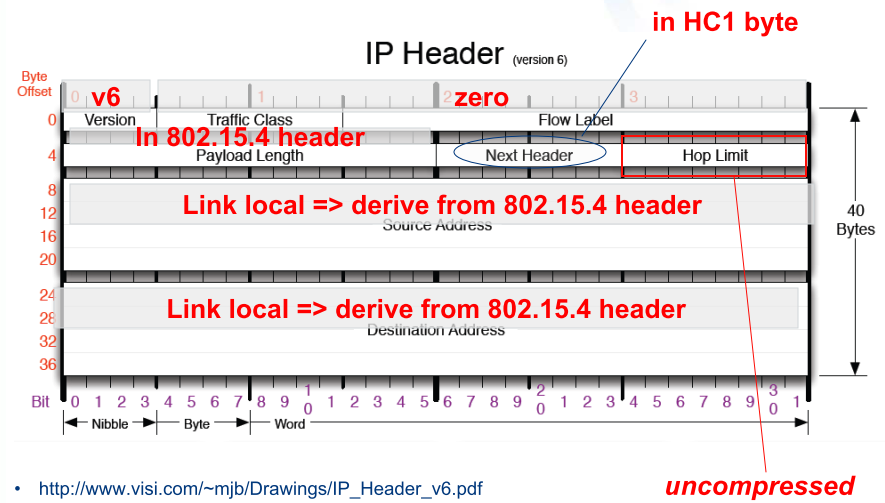 in HC1 byte
IP Header (version 6)
Byte
Offset
0 1 2 3
v6 zero
0 Version Traffic Class Flow Label
In 802.15.4 header
4 Payload Length Next Header Hop Limit
8
Link local => derive from 802.15.4 header
12
Source Address
16
40
Bytes
20
24
Link local => derive from 802.15.4 header
28
Destination Address
32
36
Bit 0 1 2 3 4 5 6 7 8 9 1 0 1 2 3 4 5 6 7 8 9 2 0 1 2 3 4 5 6 7 8 9 3 0 1
Nibble Byte Word
uncompressed
• http://www.visi.com/~mjb/Drawings/IP_Header_v6.pdf